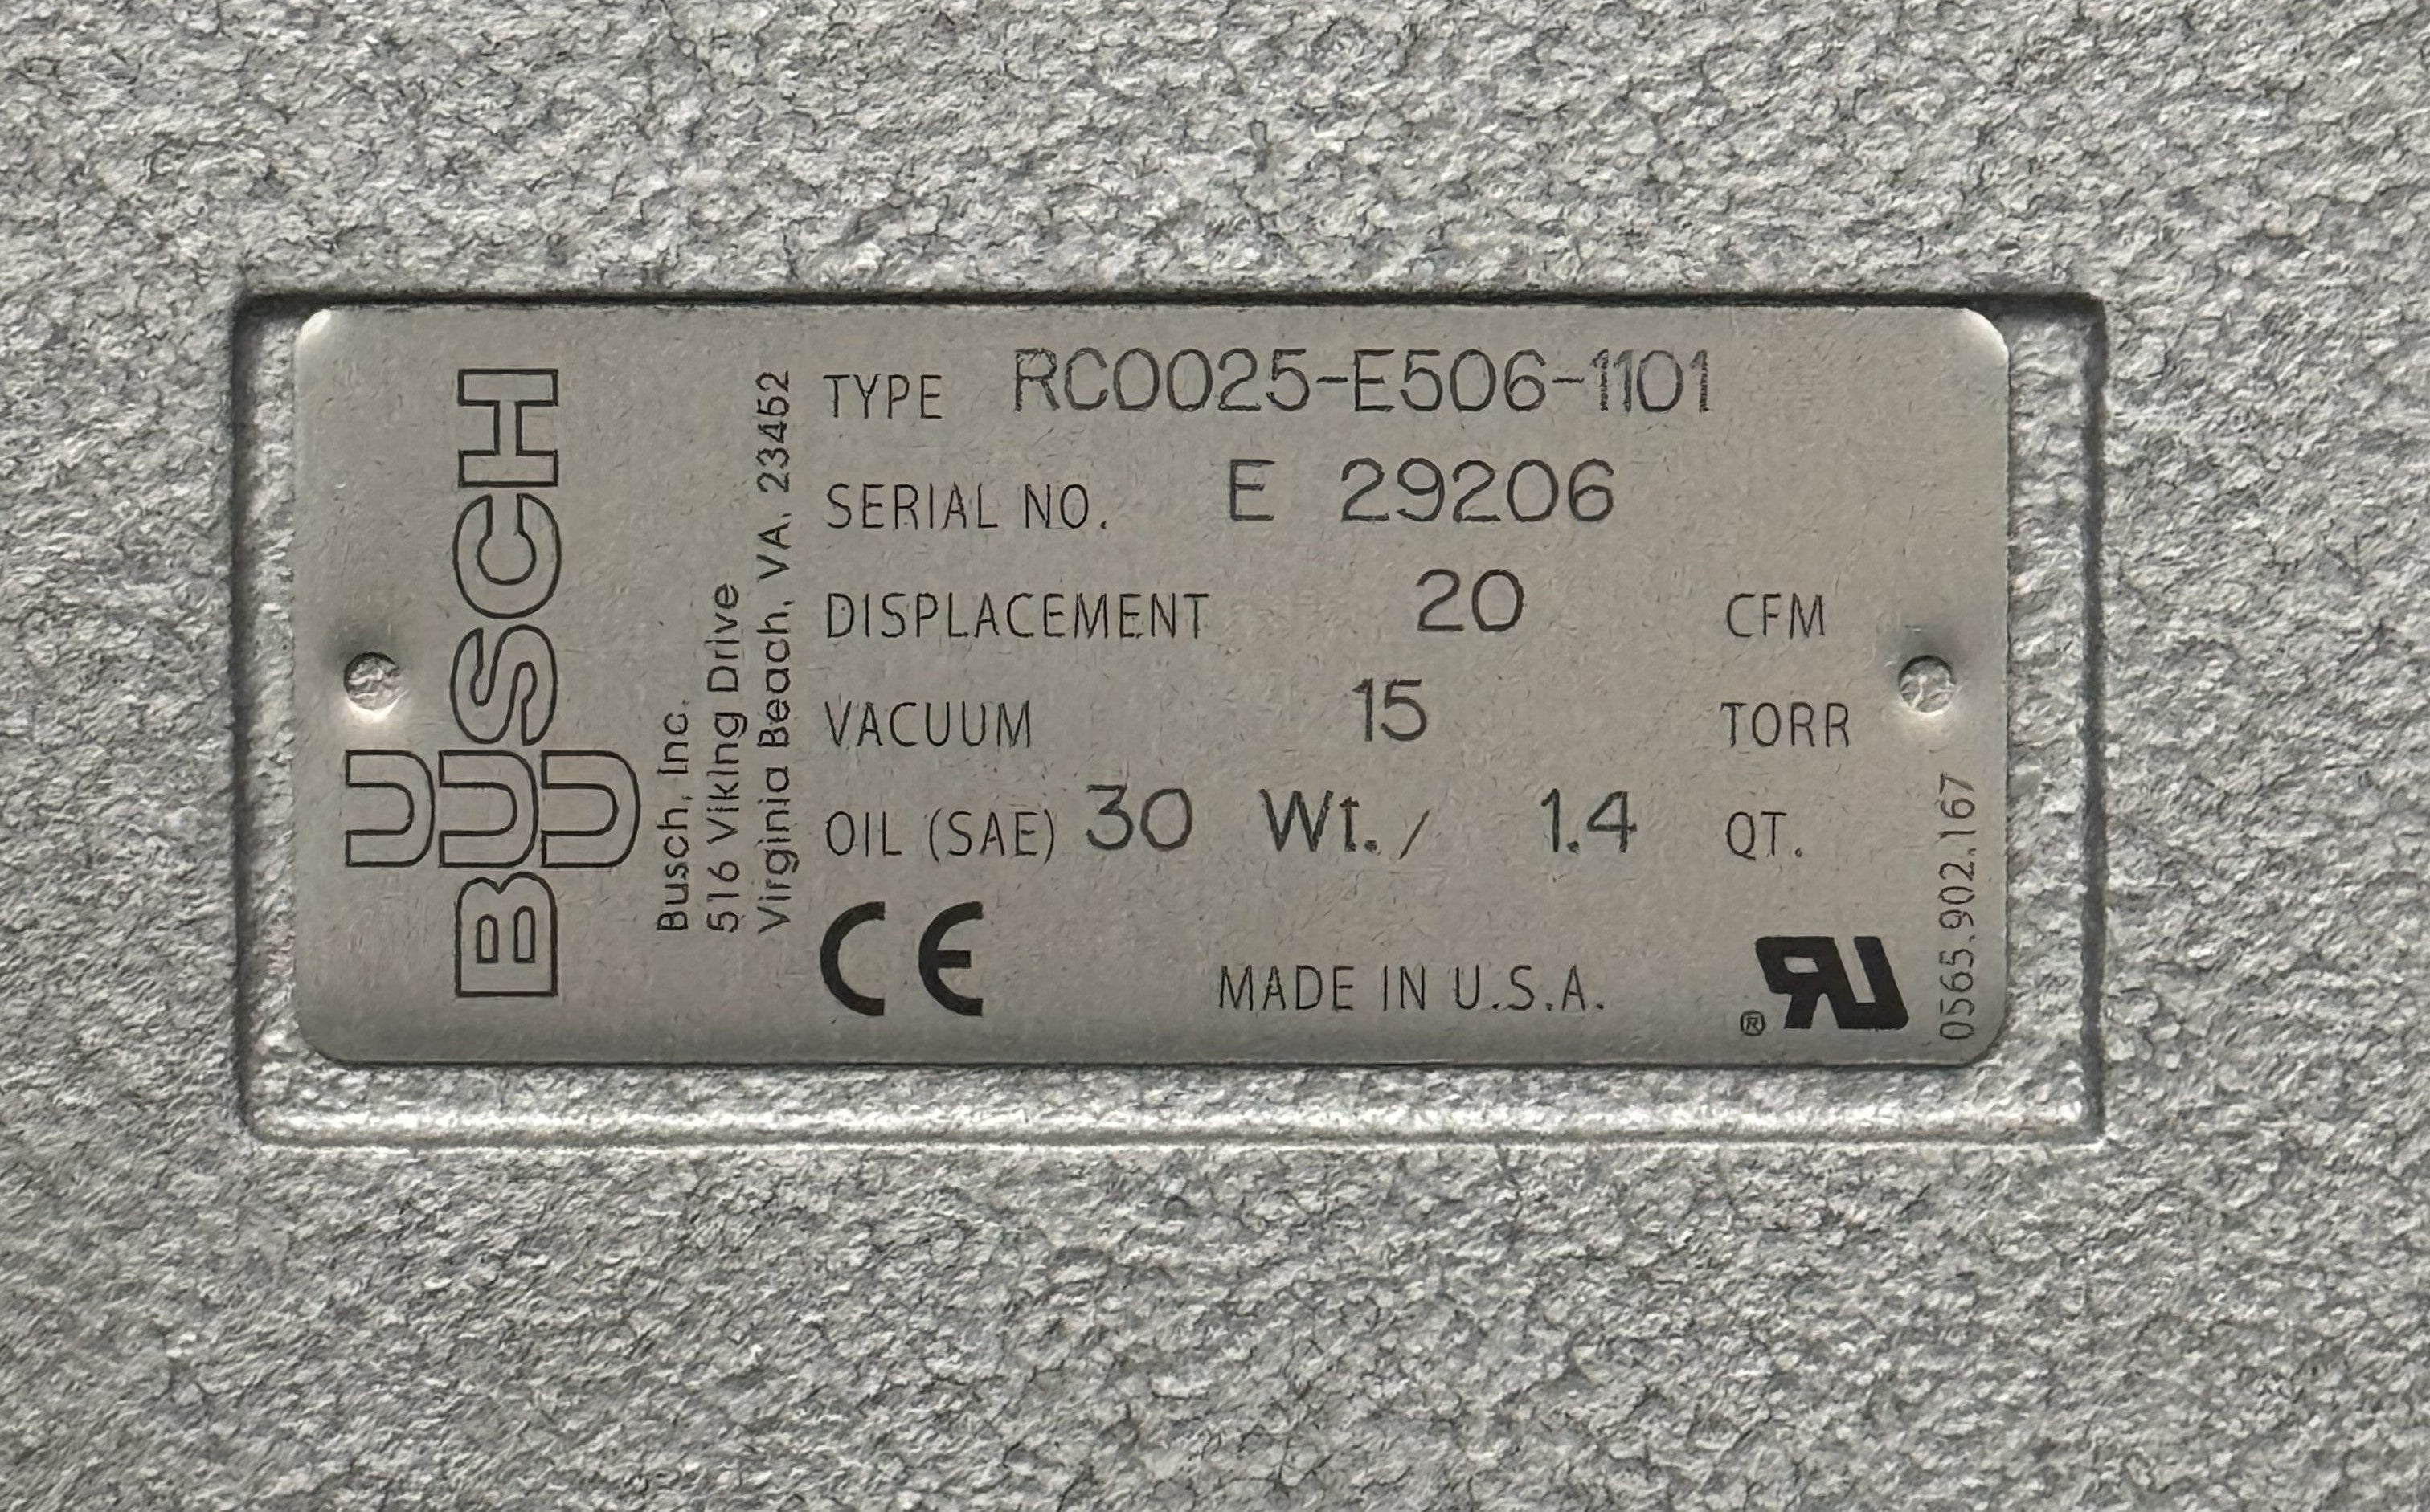 BUSCH
U
U
Busch, Inc.
516 Viking Drive
Virginia Beach, VA. 23452
TYPE RC0025-E506-1101
SERIAL NO. E 29206
DISPLACEMENT 20 CFM
VACUUM 15 TORR
OIL (SAE) 30 Wt. / 1.4 QT.
CE
MADE IN U.S.A.
RU
®
0565.902.167